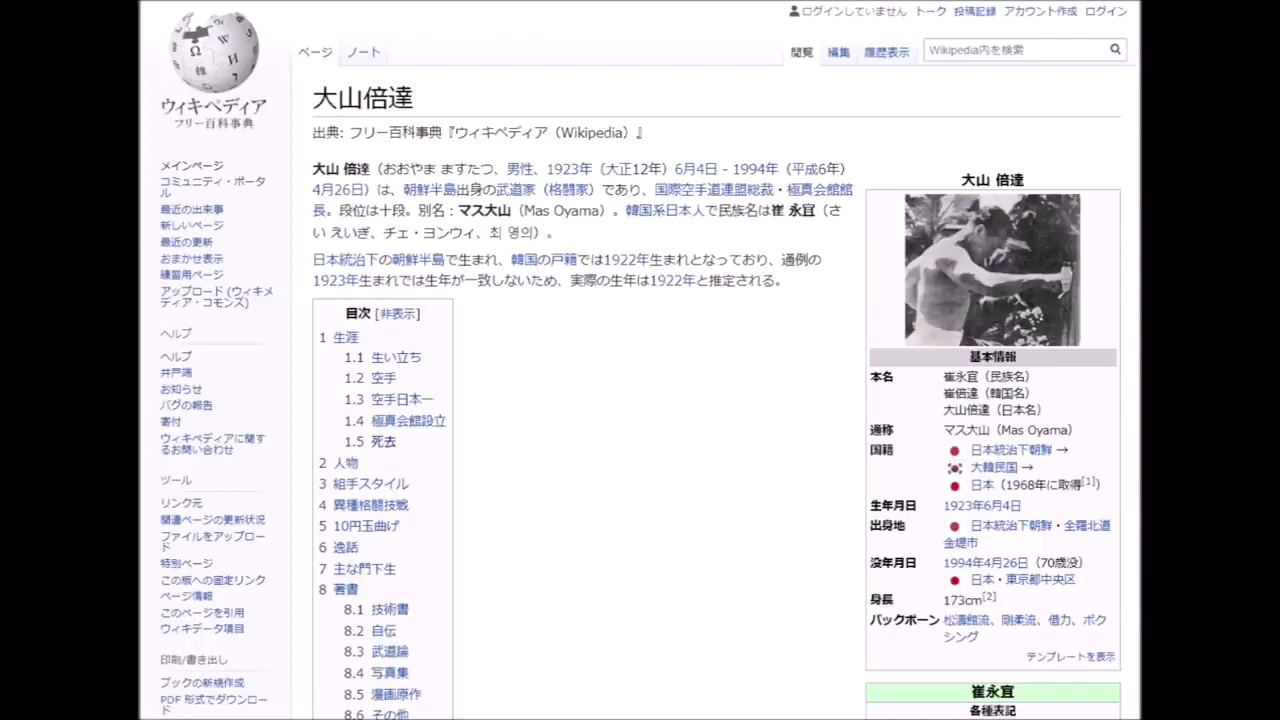 ログインしていません トーク 投稿記録 アカウント作成 ログイン
ページ ノート
閲覧 編集 履歴表示
Wikipedia内を検索
ウィキペディア
フリー百科事典
メインページ
コミュニティ・ポータ
ル
最近の出来事
新しいページ
最近の更新
おまかせ表示
練習用ページ
アップロード (ウィキメ
ディア・コモンズ)
ヘルプ
ヘルプ
井戸端
お知らせ
バグの報告
寄付
ウィキペディアに関す
るお問い合わせ
ツール
リンク元
関連ページの更新状況
ファイルをアップロー
ド
特別ページ
この版への固定リンク
ページ情報
このページを引用
ウィキデータ項目
印刷/書き出し
ブックの新規作成
PDF 形式でダウンロー
ド
大山倍達
出典: フリー百科事典『ウィキペディア（Wikipedia）』
大山 倍達（おおやま ますたつ、男性、1923年（大正12年）6月4日 - 1994年（平成6年）
4月26日）は、朝鮮半島出身の武道家（格闘家）であり、国際空手道連盟総裁・極真会館館
長。段位は十段。別名：マス大山（Mas Oyama）。韓国系日本人で民族名は崔 永宜（さ
い えいぎ、チェ・ヨンウィ、최 영의）。
日本統治下の朝鮮半島で生まれ、韓国の戸籍では1922年生まれとなっており、通例の
1923年生まれでは生年が一致しないため、実際の生年は1922年と推定される。
目次 [非表示]
1 生涯
1.1 生い立ち
1.2 空手
1.3 空手日本一
1.4 極真会館設立
1.5 死去
2 人物
3 組手スタイル
4 異種格闘技戦
5 10円玉曲げ
6 逸話
7 主な門下生
8 著書
8.1 技術書
8.2 自伝
8.3 武道論
8.4 写真集
8.5 漫画原作
8.6 その他
大山 倍達
基本情報
本名 崔永宜（民族名）
崔倍達（韓国名）
大山倍達（日本名）
通称 マス大山（Mas Oyama）
国籍 日本統治下朝鮮 →
大韓民国 →
日本（1968年に取得[1]）
生年月日 1923年6月4日
出身地 日本統治下朝鮮・全羅北道
金堤市
没年月日 1994年4月26日（70歳没）
日本・東京都中央区
身長 173cm[2]
バックボーン 松濤館流、剛柔流、借力、ボク
シング
テンプレートを表示
崔永宜
各種表記